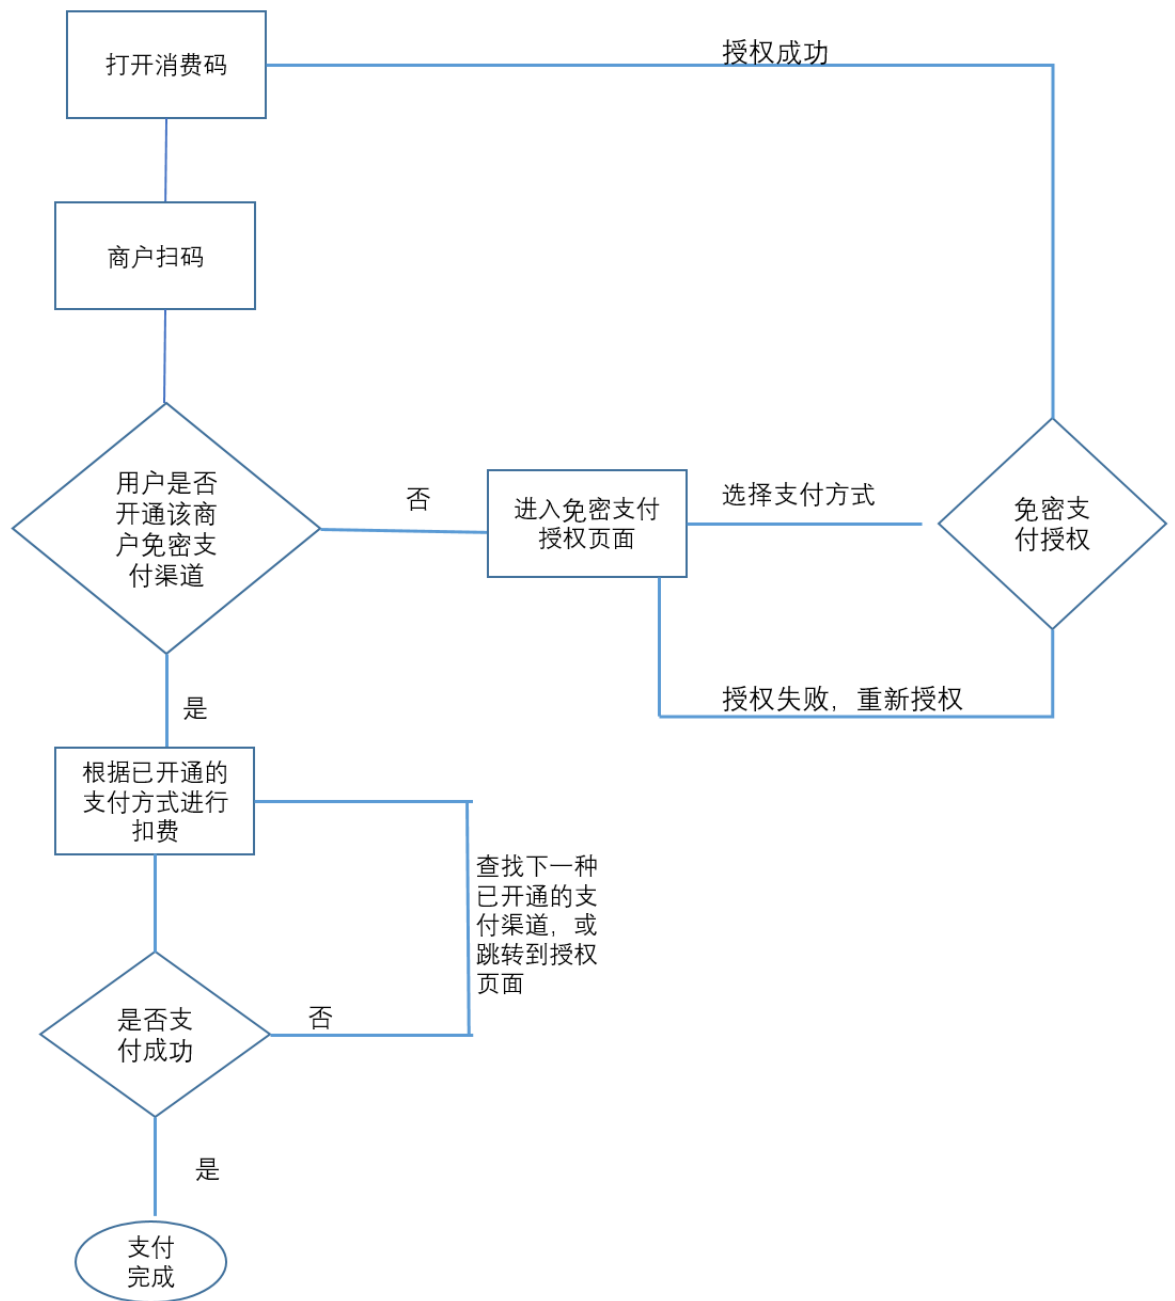 打开消费码
授权成功
商户扫码
用户是否
开通该商
户免密支
付渠道
否
进入免密支付
授权页面
选择支付方式
免密支
付授权
授权失败，重新授权
是
根据已开通的
支付方式进行
扣费
查找下一种
已开通的支
付渠道，或
跳转到授权
页面
是否支
付成功
否
是
支付
完成